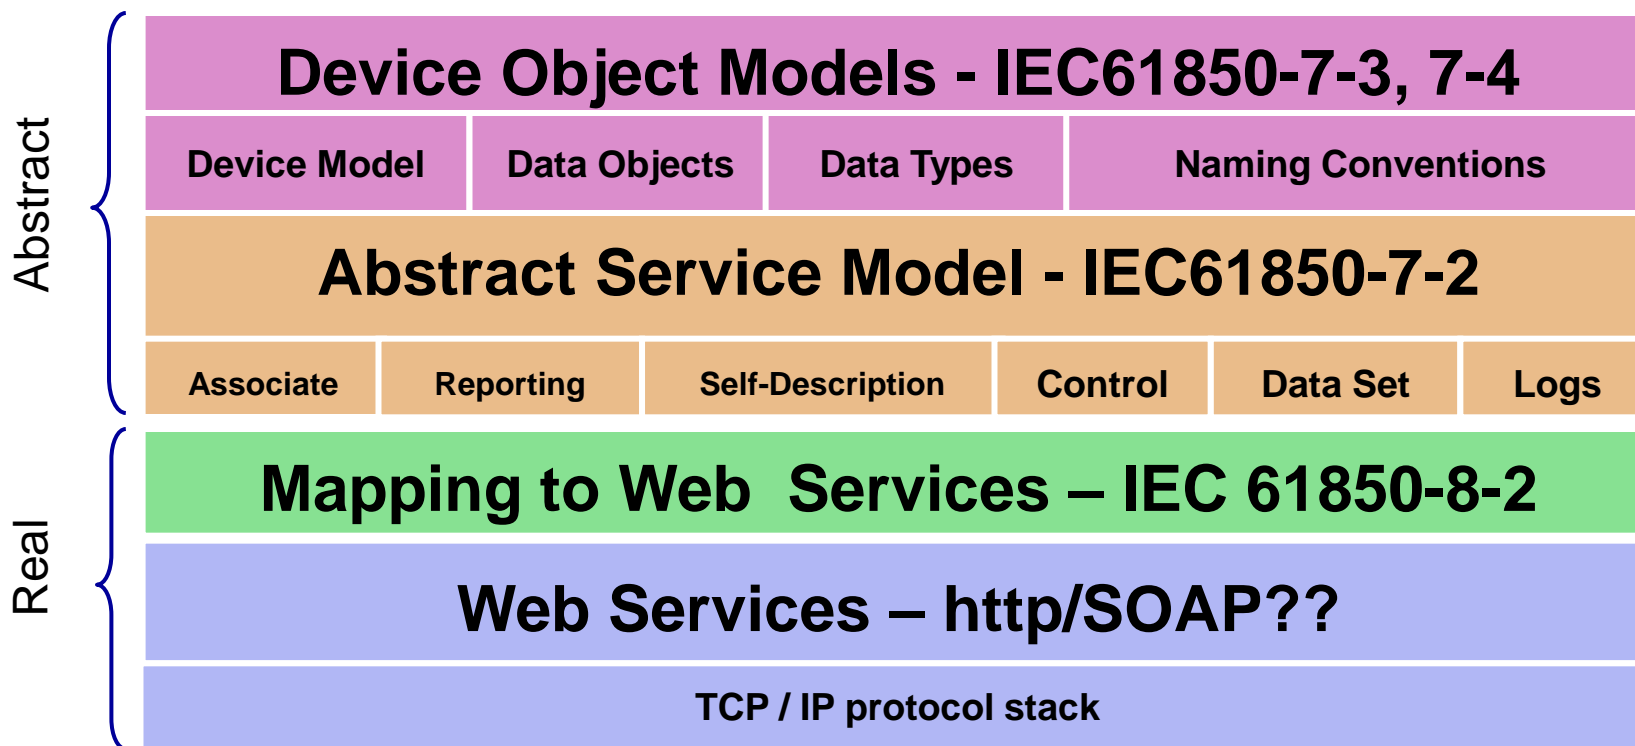 Abstract
Device Object Models - IEC61850-7-3, 7-4
Device Model
Data Objects
Data Types
Naming Conventions
Abstract Service Model - IEC61850-7-2
Associate
Reporting
Self-Description
Control
Data Set
Logs
Real
Mapping to Web  Services – IEC 61850-8-2
Web Services – http/SOAP??
TCP / IP protocol stack